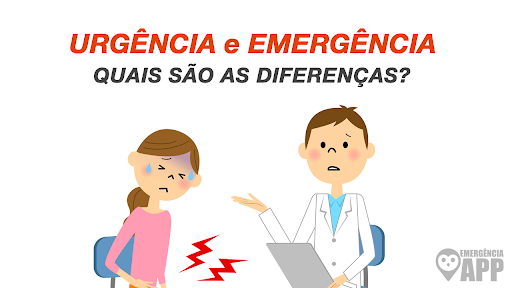 URGÊNCIA e EMERGÊNCIA
QUAIS SÃO AS DIFERENÇAS?
EMERGÊNCIA
APP